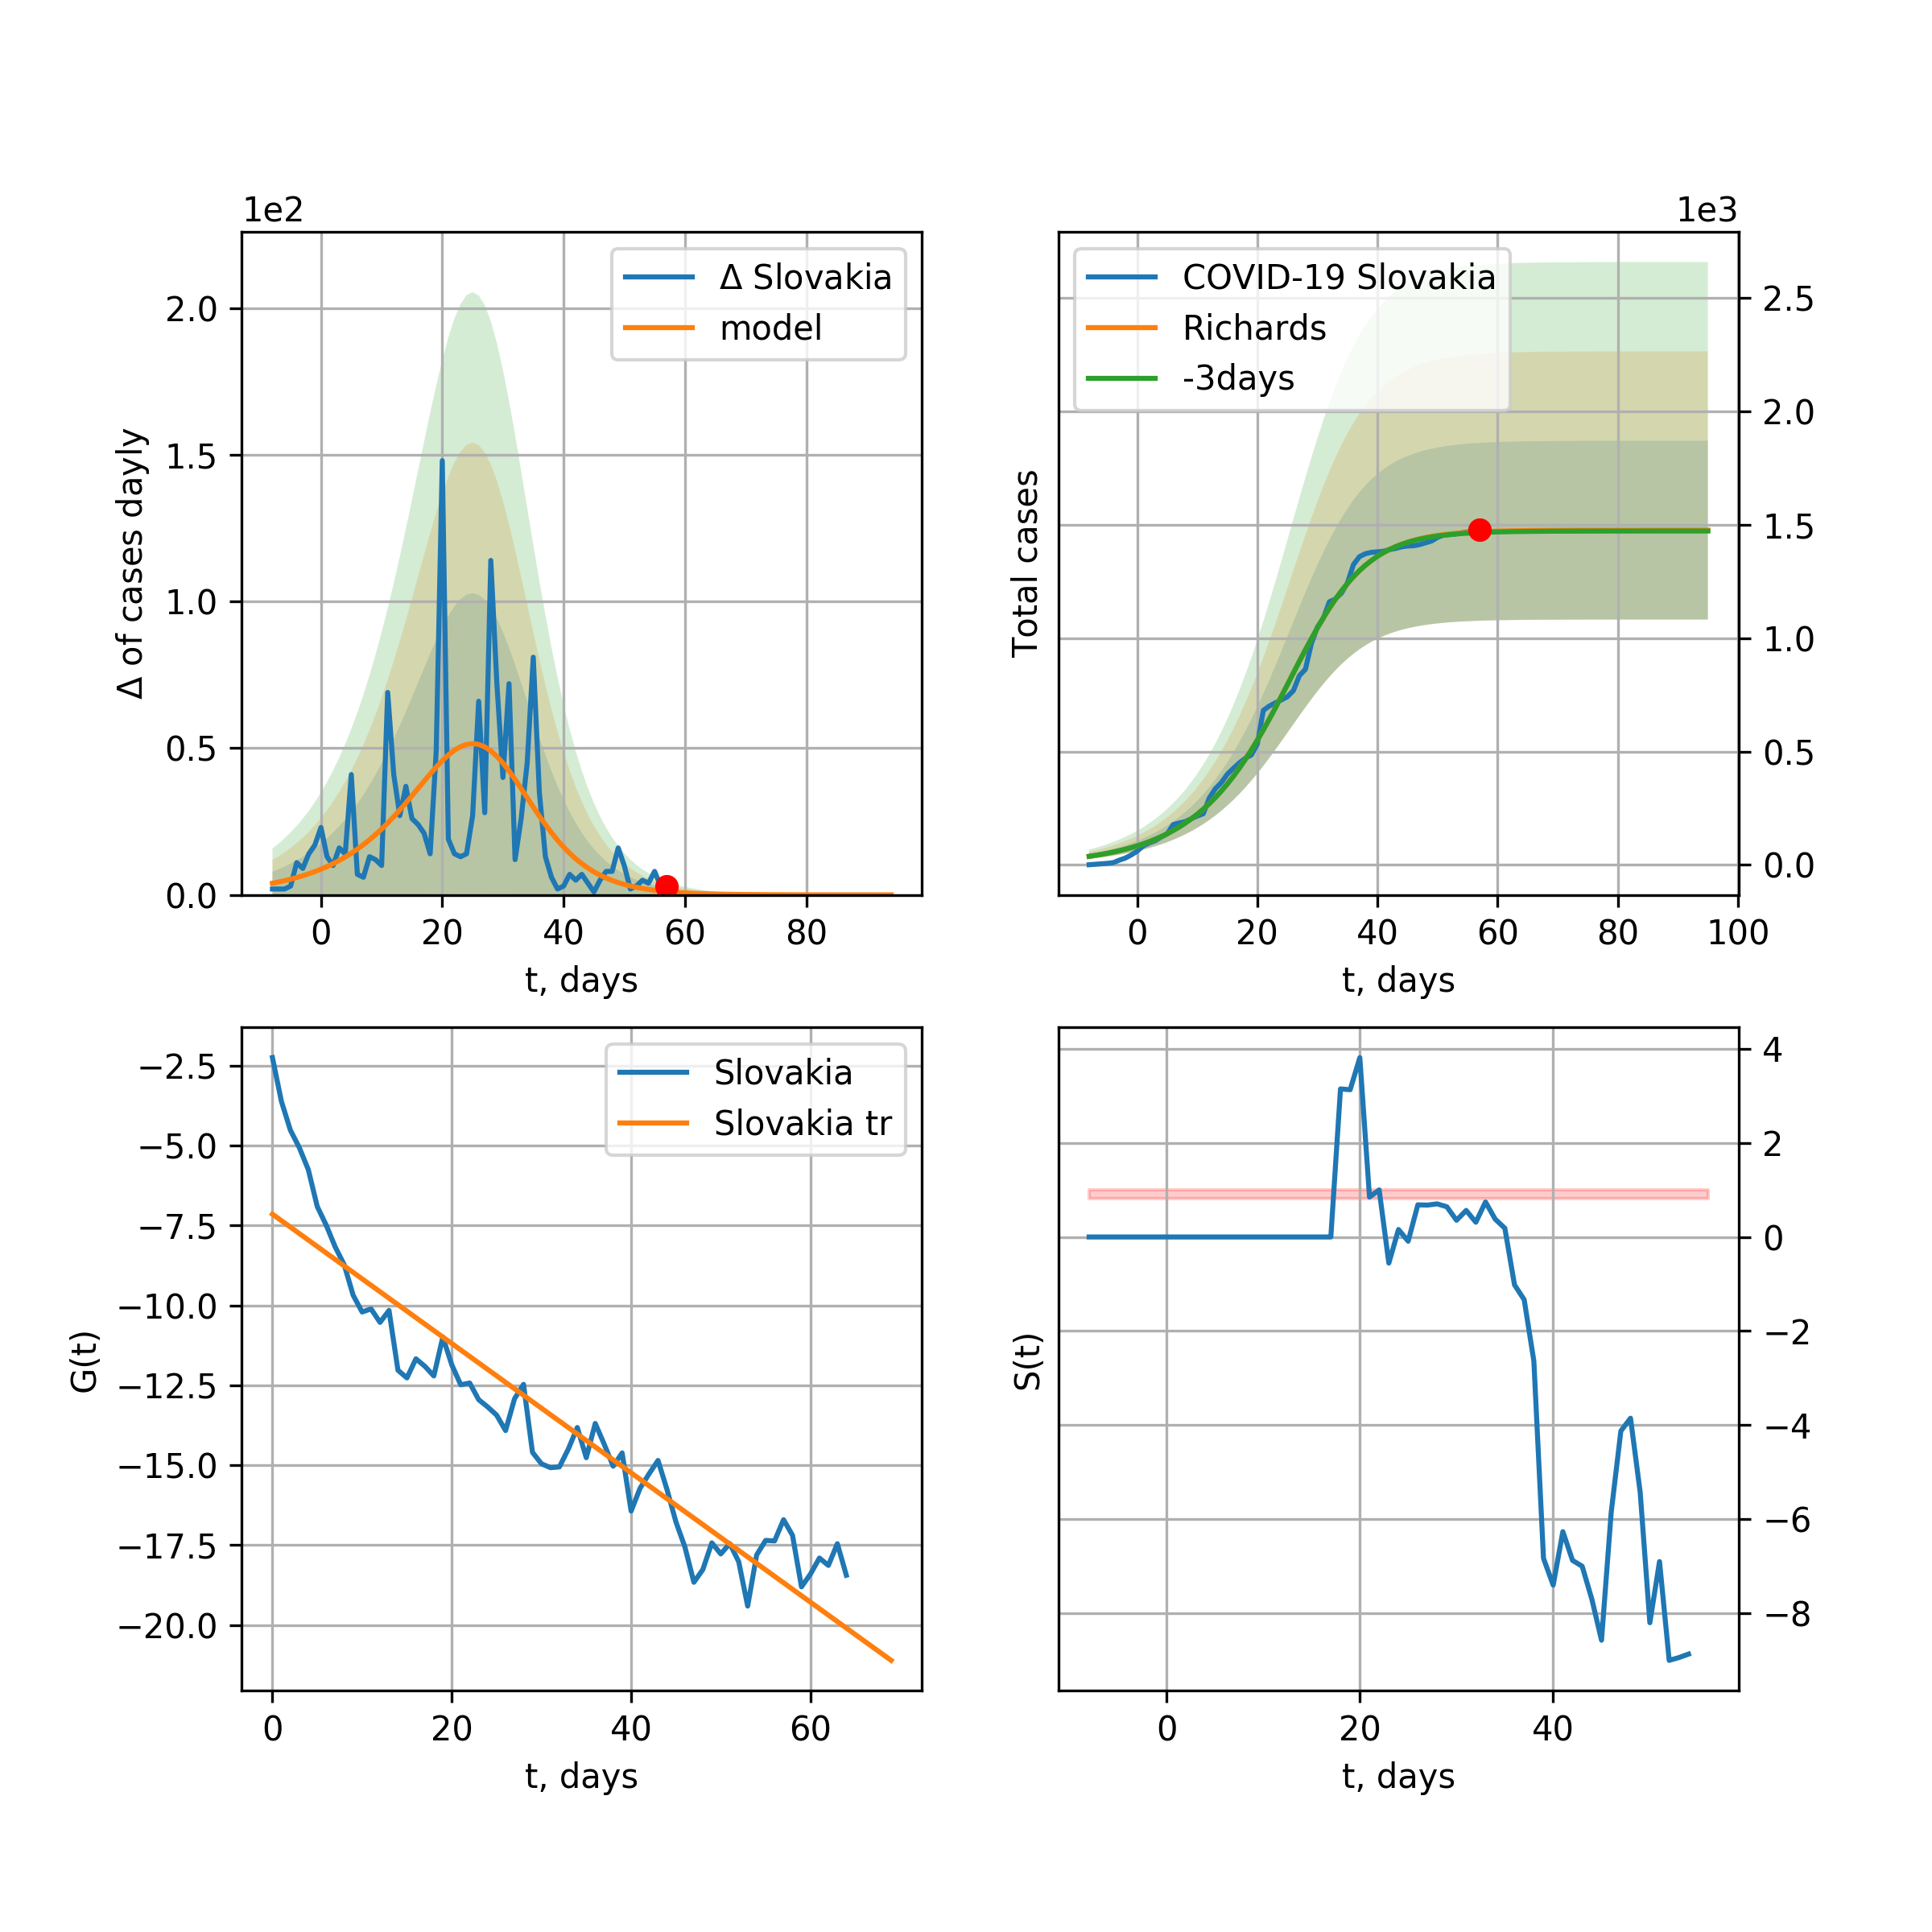 1e2
Δ of cases dayly
2.0
1.5
1.0
0.5
0.0
0 20 40 60 80
t, days
Δ Slovakia
model
1e3
Total cases
2.5
2.0
1.5
1.0
0.5
0.0
0 20 40 60 80 100
t, days
COVID-19 Slovakia
Richards
-3days
G(t)
−2.5
−5.0
−7.5
−10.0
−12.5
−15.0
−17.5
−20.0
0 20 40 60
t, days
Slovakia
Slovakia tr
S(t)
4
2
0
−2
−4
−6
−8
0 20 40
t, days